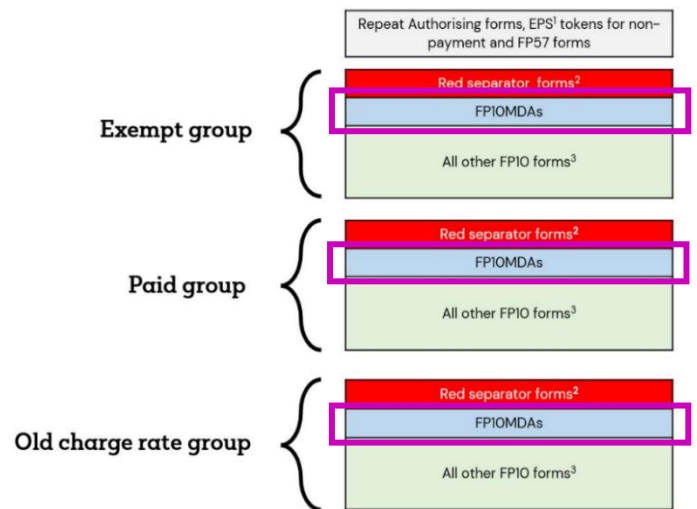 Repeat Authorising forms, EPS¹ tokens for non-
payment and FP57 forms
Exempt group
Red separator forms²
FP10MDAs
All other FP10 forms³
Paid group
Red separator forms²
FP10MDAs
All other FP10 forms³
Old charge rate group
Red separator forms²
FP10MDAs
All other FP10 forms³